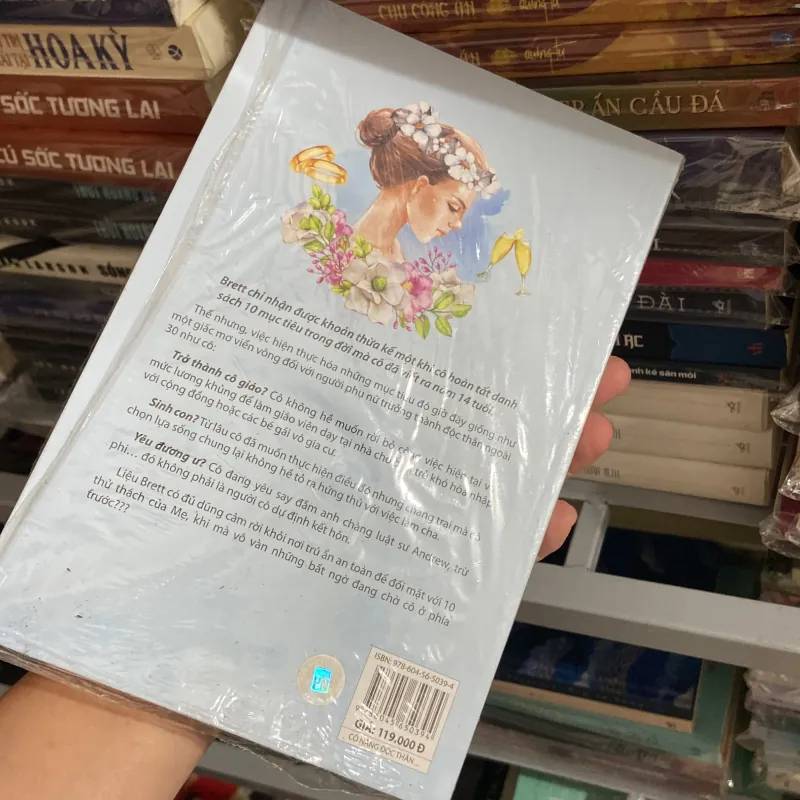 CHU CÔNG TỬ
HOA KỲ
SỐC TƯƠNG LAI
CÚ SỐC TƯƠNG LAI
ẤN CẦU ĐÁ
Brett chỉ nhận được khoản thừa kế một khi cô hoàn tất danh
sách 10 mục tiêu trong đời mà cô đã viết ra năm 14 tuổi.
Thế nhưng, việc hiện thực hóa những mục tiêu đó giờ đây giống như
một giấc mơ viển vông đối với người phụ nữ trưởng thành độc thân ngoài
30 như cô:
Trở thành cô giáo? Cô không hề muốn rời bỏ công việc hiện tại với
mức lương khủng để làm giáo viên dạy tại nhà cho bọn trẻ khó hòa nhập
với cộng đồng hoặc các bé gái vô gia cư.
Sinh con? Từ lâu cô đã muốn thực hiện điều đó nhưng chàng trai mà cô
chọn lựa sống chung lại không hề tỏ ra hứng thú với việc làm cha.
Yêu đương ư? Cô đang yêu say đắm anh chàng luật sư Andrew, trừ
phi... đó không phải là người cô dự định kết hôn.
Liệu Brett có đủ dũng cảm rời khỏi nơi trú ẩn an toàn để đối mặt với 10
thử thách của Mẹ, khi mà vô vàn những bất ngờ đang chờ cô ở phía
trước???
ISBN: 978-604-56-5039-4
GIÁ: 119.000 Đ
CÔ NÀNG ĐỘC THÂN ...